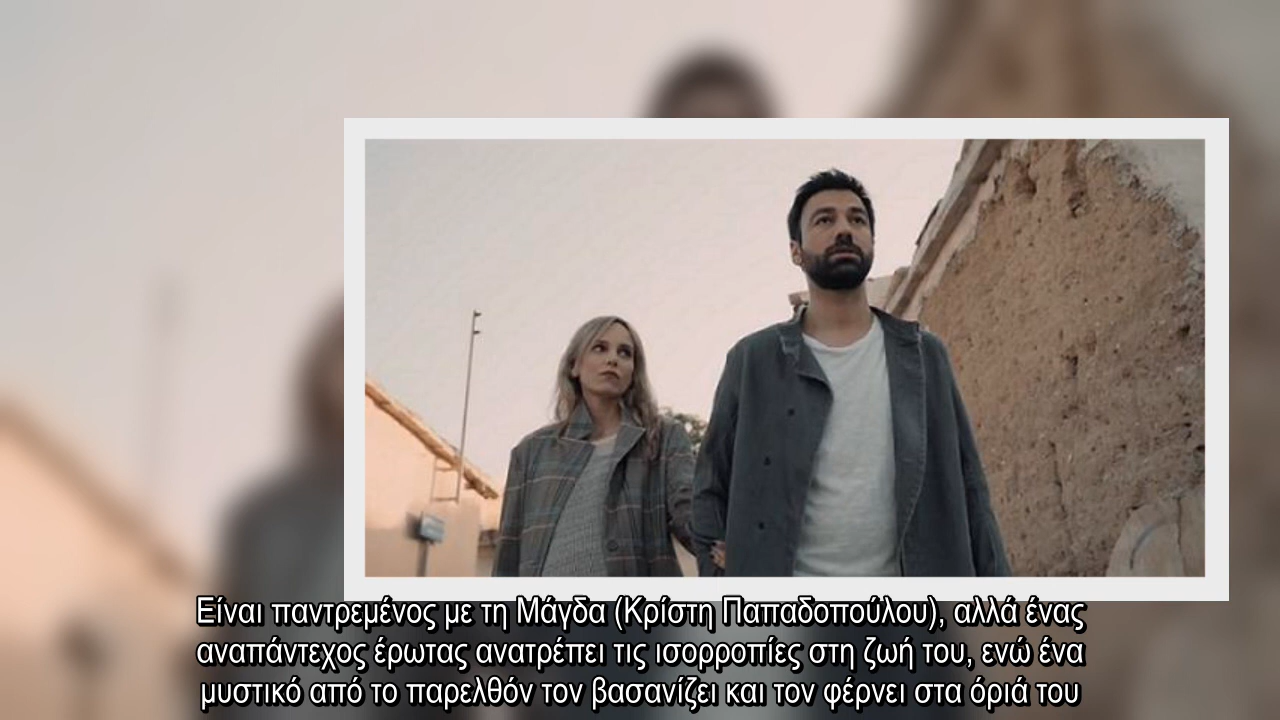 Είναι παντρεμένος με τη Μάγδα (Κρίστη Παπαδοπούλου), αλλά ένας
αναπάντεχος έρωτας ανατρέπει τις ισορροπίες στη ζωή του, ενώ ένα
μυστικό από το παρελθόν τον βασανίζει και τον φέρνει στα όριά του